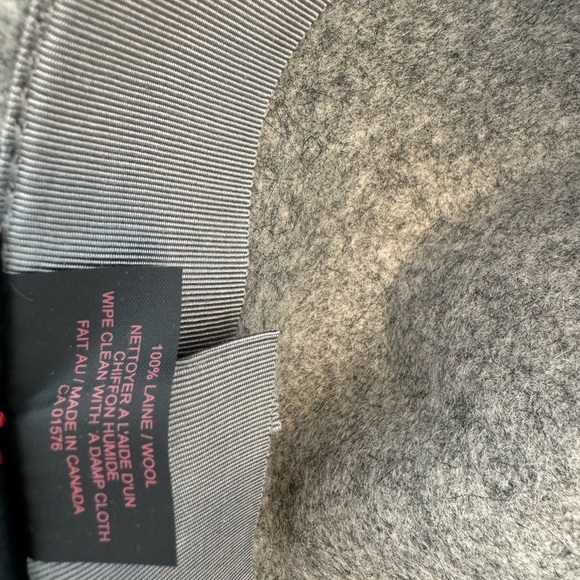 100% LAINE / WOOL
NETTOYER A L'AIDE D'UN
CHIFFON HUMIDE
WIPE CLEAN WITH A DAMP CLOTH
FAIT AU / MADE IN CANADA
CA 01576